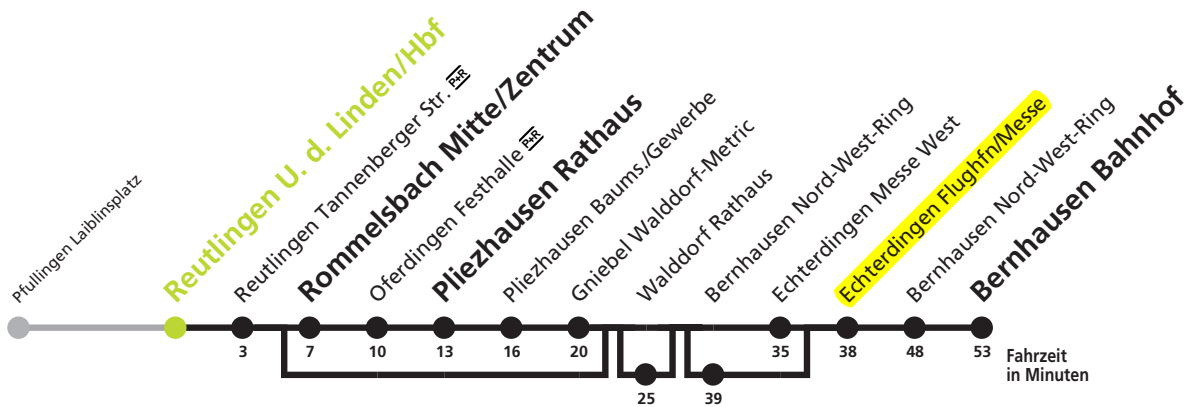 Pfullingen Laiblinsplatz
Reutlingen U. d. Linden/Hbf
Reutlingen Tannenberger Str. P+R
Rommelsbach Mitte/Zentrum
Oferdingen Festhalle P+R
Pliezhausen Rathaus
Pliezhausen Baums./Gewerbe
Gniebel Walddorf-Metric
Walddorf Rathaus
Bernhausen Nord-West-Ring
Echterdingen Messe West
Echterdingen Flughfn/Messe
Bernhausen Nord-West-Ring
Bernhausen Bahnhof
3 7 10 13 16 20 35 38 48 53
25 39
Fahrzeit
in Minuten